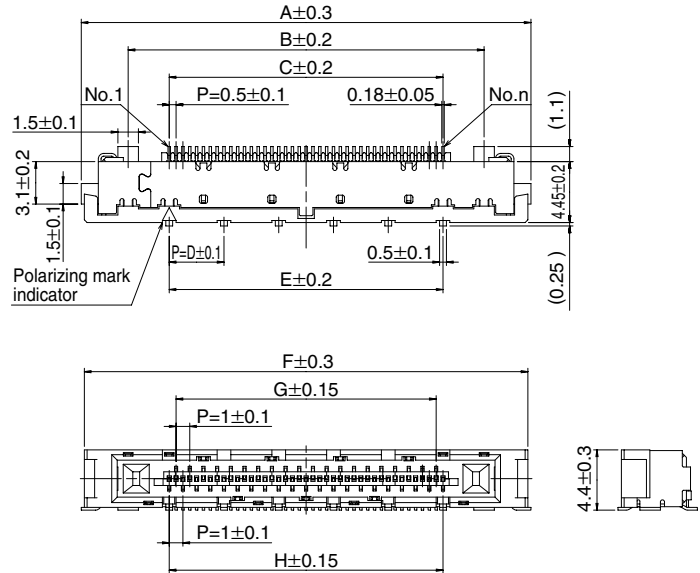 A±0.3
B±0.2
C±0.2
No.1
P=0.5±0.1
0.18±0.05
No.n
(1.1)
1.5±0.1
3.1±0.2
1.5±0.1
4.45±0.2
P=D±0.1
0.5±0.1
(0.25)
Polarizing mark
indicator
E±0.2
F±0.3
G±0.15
P=1±0.1
4.4±0.3
P=1±0.1
H±0.15